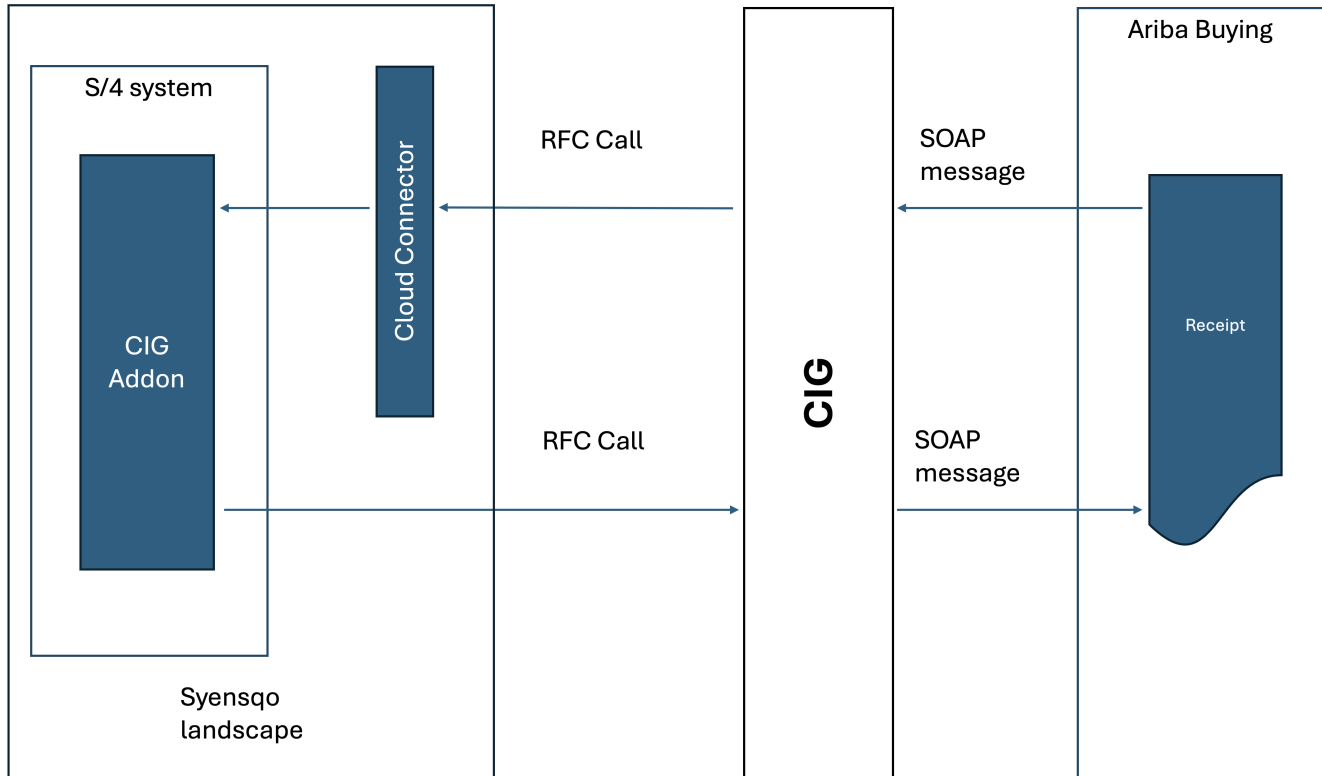 Ariba Buying
S/4 system
RFC Call
SOAP
message
Cloud Connector
Receipt
CIG
Addon
CIG
RFC Call
SOAP
message
Syensqo
landscape